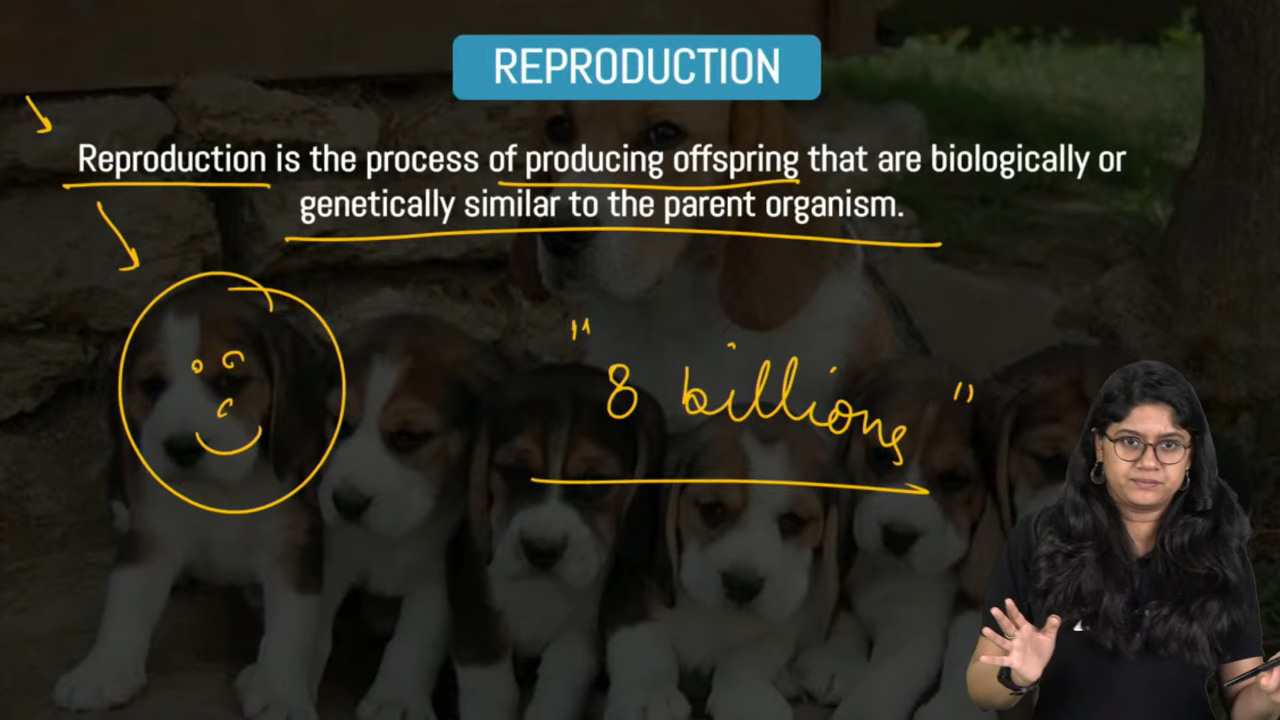 REPRODUCTION
Reproduction is the process of producing offspring that are biologically or
genetically similar to the parent organism.
"8 billions"